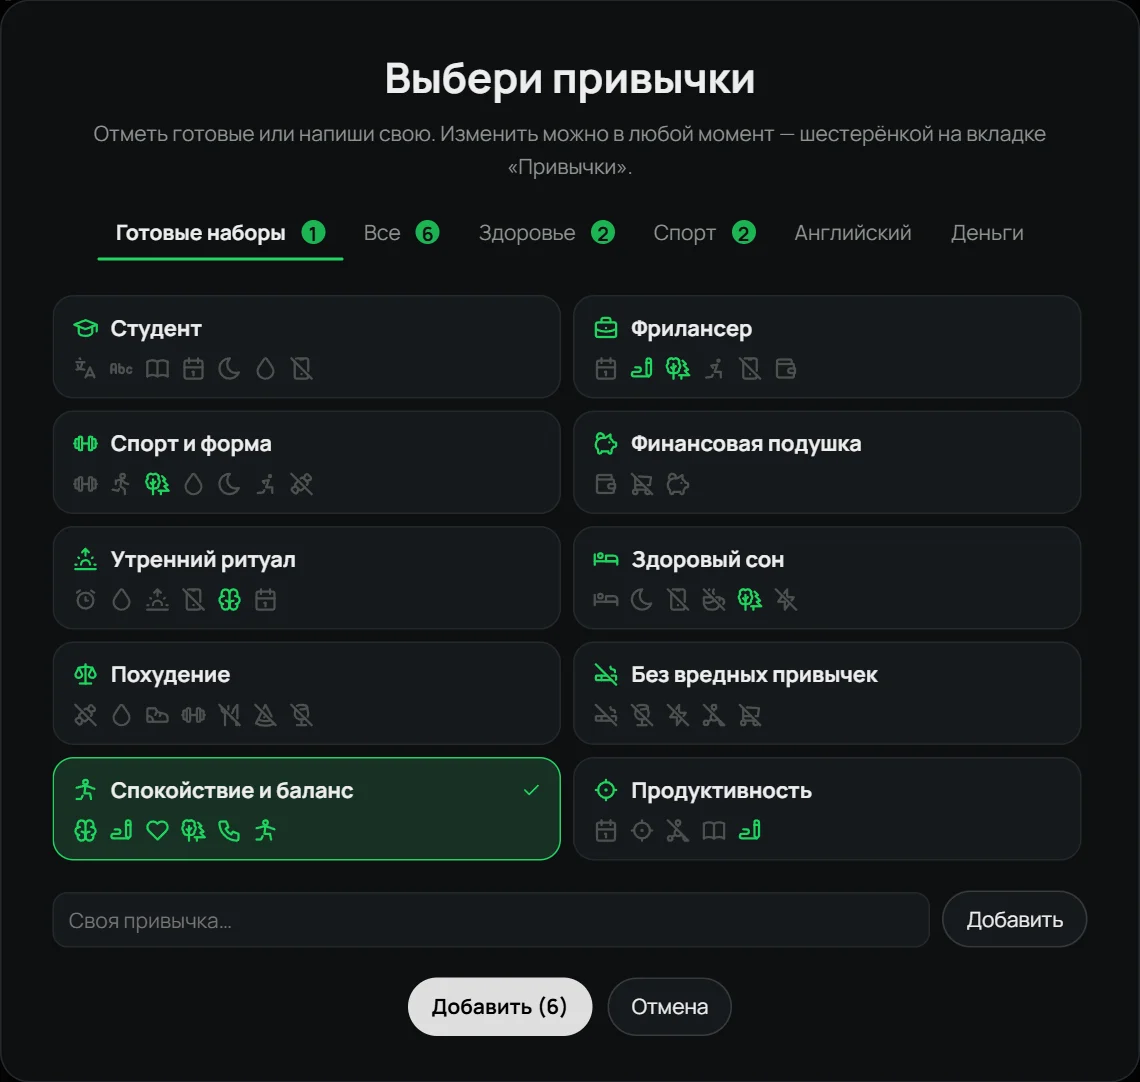 Выбери привычки
Отметь готовые или напиши свою. Изменить можно в любой момент — шестерёнкой на вкладке
«Привычки».
Готовые наборы 1 Все 6 Здоровье 2 Спорт 2 Английский Деньги
Студент
Abc
Фрилансер
Спорт и форма
Финансовая подушка
Утренний ритуал
Здоровый сон
Похудение
Без вредных привычек
Спокойствие и баланс
Продуктивность
Своя привычка...
Добавить
Добавить (6)
Отмена